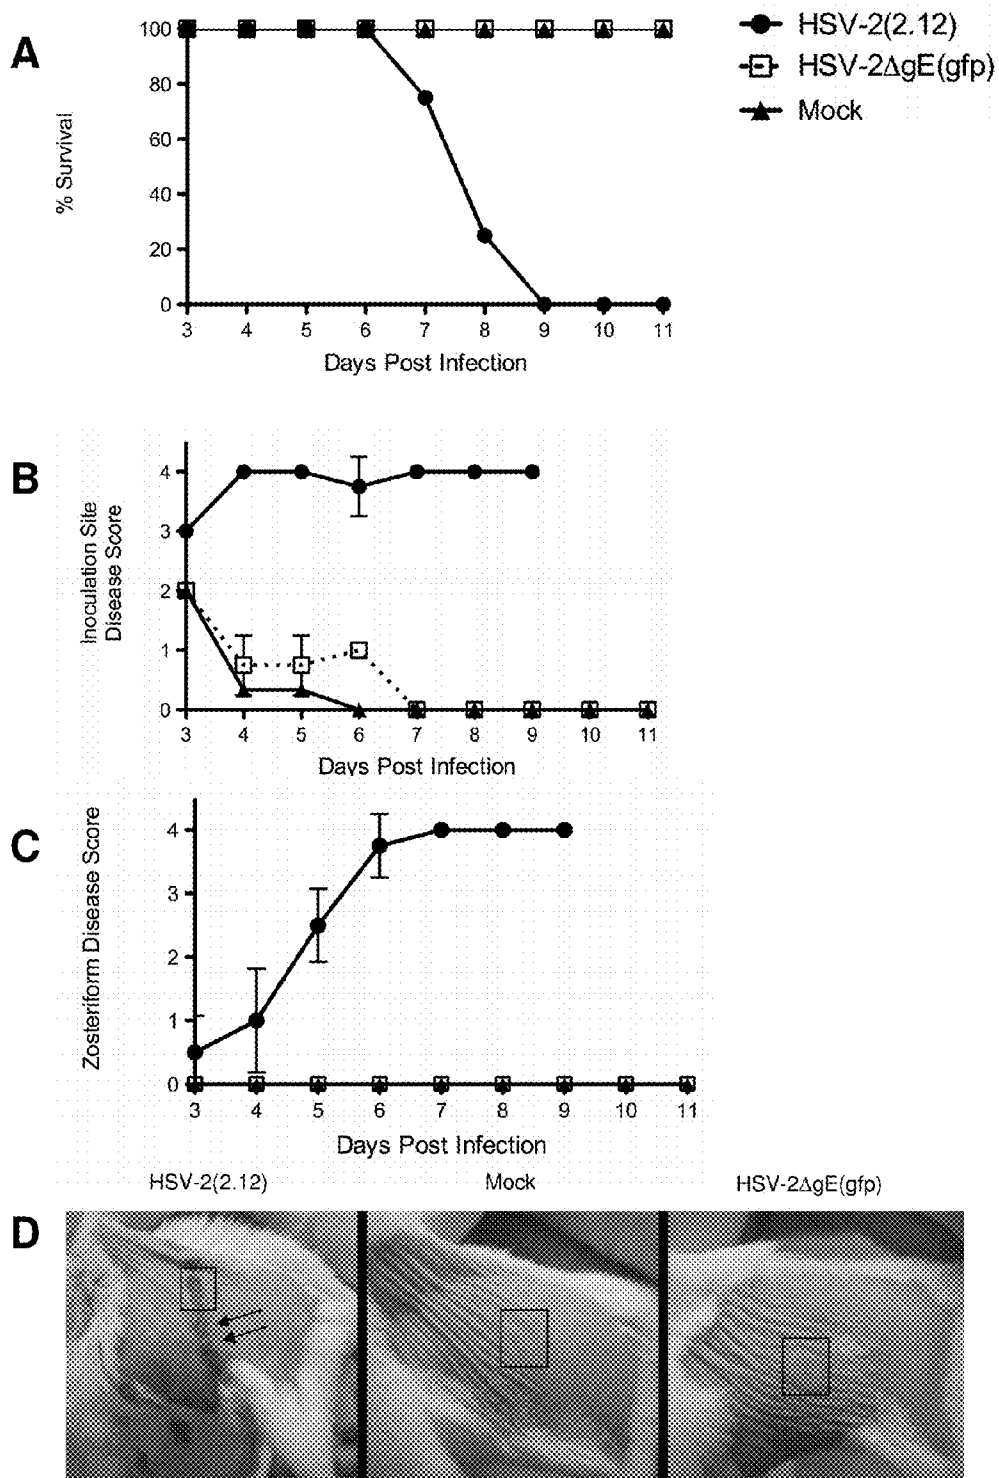 A
HSV-2(2.12)
HSV-2ΔgE(gfp)
Mock
% Survival
100
80
60
40
20
0
3 4 5 6 7 8 9 10 11
Days Post Infection
B
Inoculation Site
Disease Score
4
3
2
1
0
3 4 5 6 7 8 9 10 11
Days Post Infection
C
Zosteriform Disease Score
4
3
2
1
0
3 4 5 6 7 8 9 10 11
Days Post Infection
D
HSV-2(2.12) Mock HSV-2ΔgE(gfp)